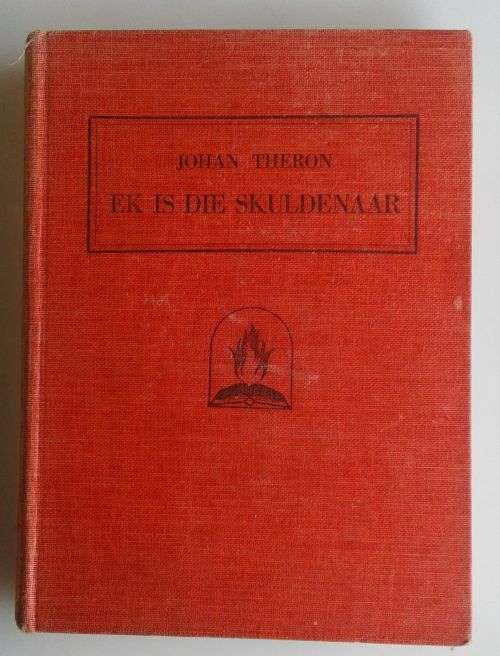 JOHAN THERON
EK IS DIE SKULDENAAR